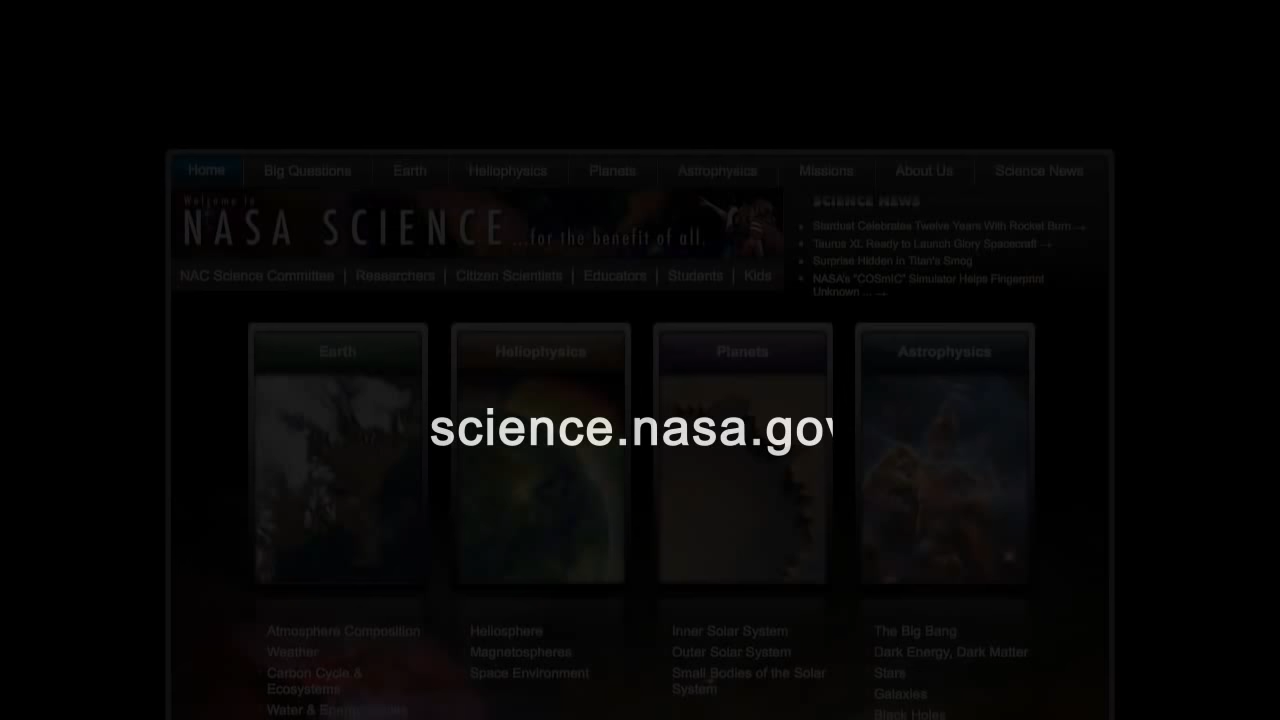 Home Big Questions Earth Heliophysics Planets Astrophysics Missions About Us Science News
Welcome to
NASA SCIENCE ...for the benefit of all.
NAC Science Committee | Researchers | Citizen Scientists | Educators | Students | Kids
SCIENCE NEWS
Stardust Celebrates Twelve Years With Rocket Burn →
Taurus XL Ready to Launch Glory Spacecraft →
Surprise Hidden in Titan's Smog
NASA's "COSmIC" Simulator Helps Fingerprint
Unknown ... →
Earth
Heliophysics
Planets
Astrophysics
science.nasa.gov
Atmosphere Composition
Weather
Carbon Cycle &
Ecosystems
Water &
Heliosphere
Magnetospheres
Space Environment
Inner Solar System
Outer Solar System
Small Bodies of the Solar
System
The Big Bang
Dark Energy, Dark Matter
Stars
Galaxies
Black Holes